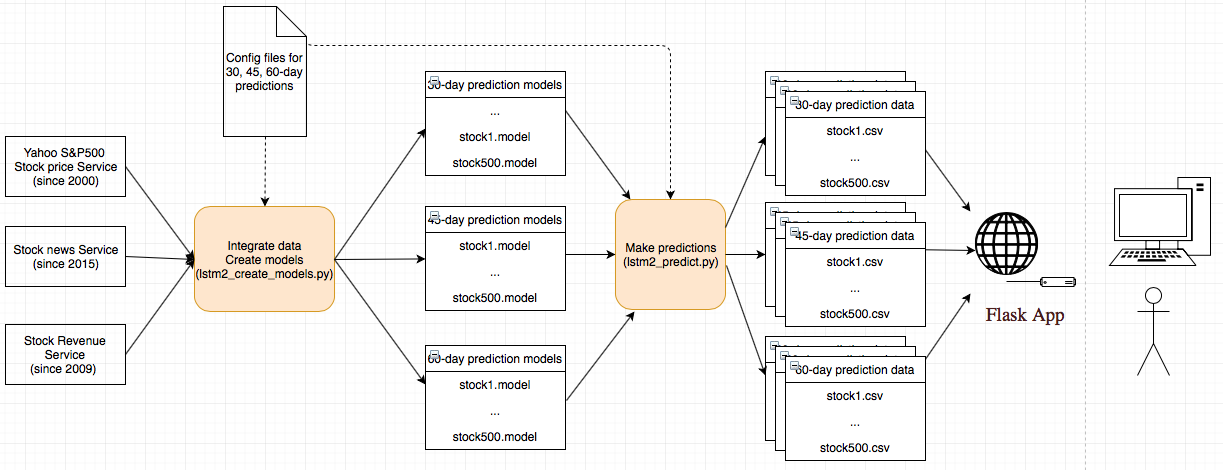 Config files for
30, 45, 60-day
predictions
Yahoo S&P500
Stock price Service
(since 2000)
Stock news Service
(since 2015)
Stock Revenue
Service
(since 2009)
Integrate data
Create models
(lstm2_create_models.py)
30-day prediction models
...
stock1.model
stock500.model
45-day prediction models
stock1.model
...
stock500.model
60-day prediction models
stock1.model
...
stock500.model
Make predictions
(lstm2_predict.py)
30-day prediction data
stock1.csv
...
stock500.csv
45-day prediction data
stock1.csv
...
stock500.csv
60-day prediction data
stock1.csv
...
stock500.csv
Flask App